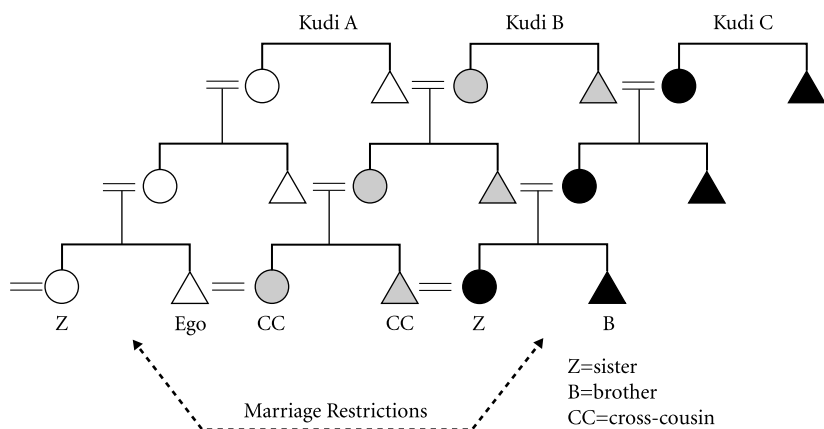 Kudi A Kudi B Kudi C
Z Ego CC CC Z B
Marriage Restrictions
Z=sister
B=brother
CC=cross-cousin